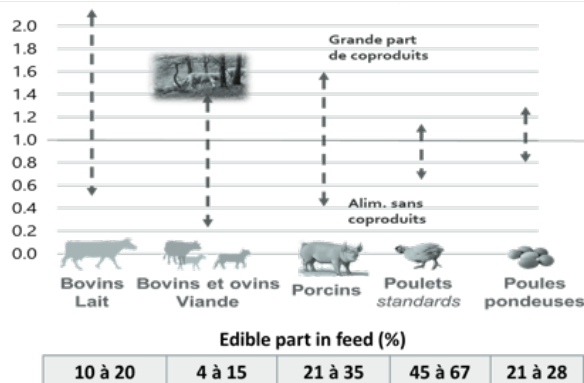 2.0
1.8
1.6
1.4
1.2
1.0
0.8
0.6
0.4
0.2
0.0
Grande part
de coproduits
Alim. sans
coproduits
Bovins
Lait
Bovins et ovins
Viande
Porcins
Poulets
standards
Poules
pondeuses
Edible part in feed (%)
10 à 20 4 à 15 21 à 35 45 à 67 21 à 28